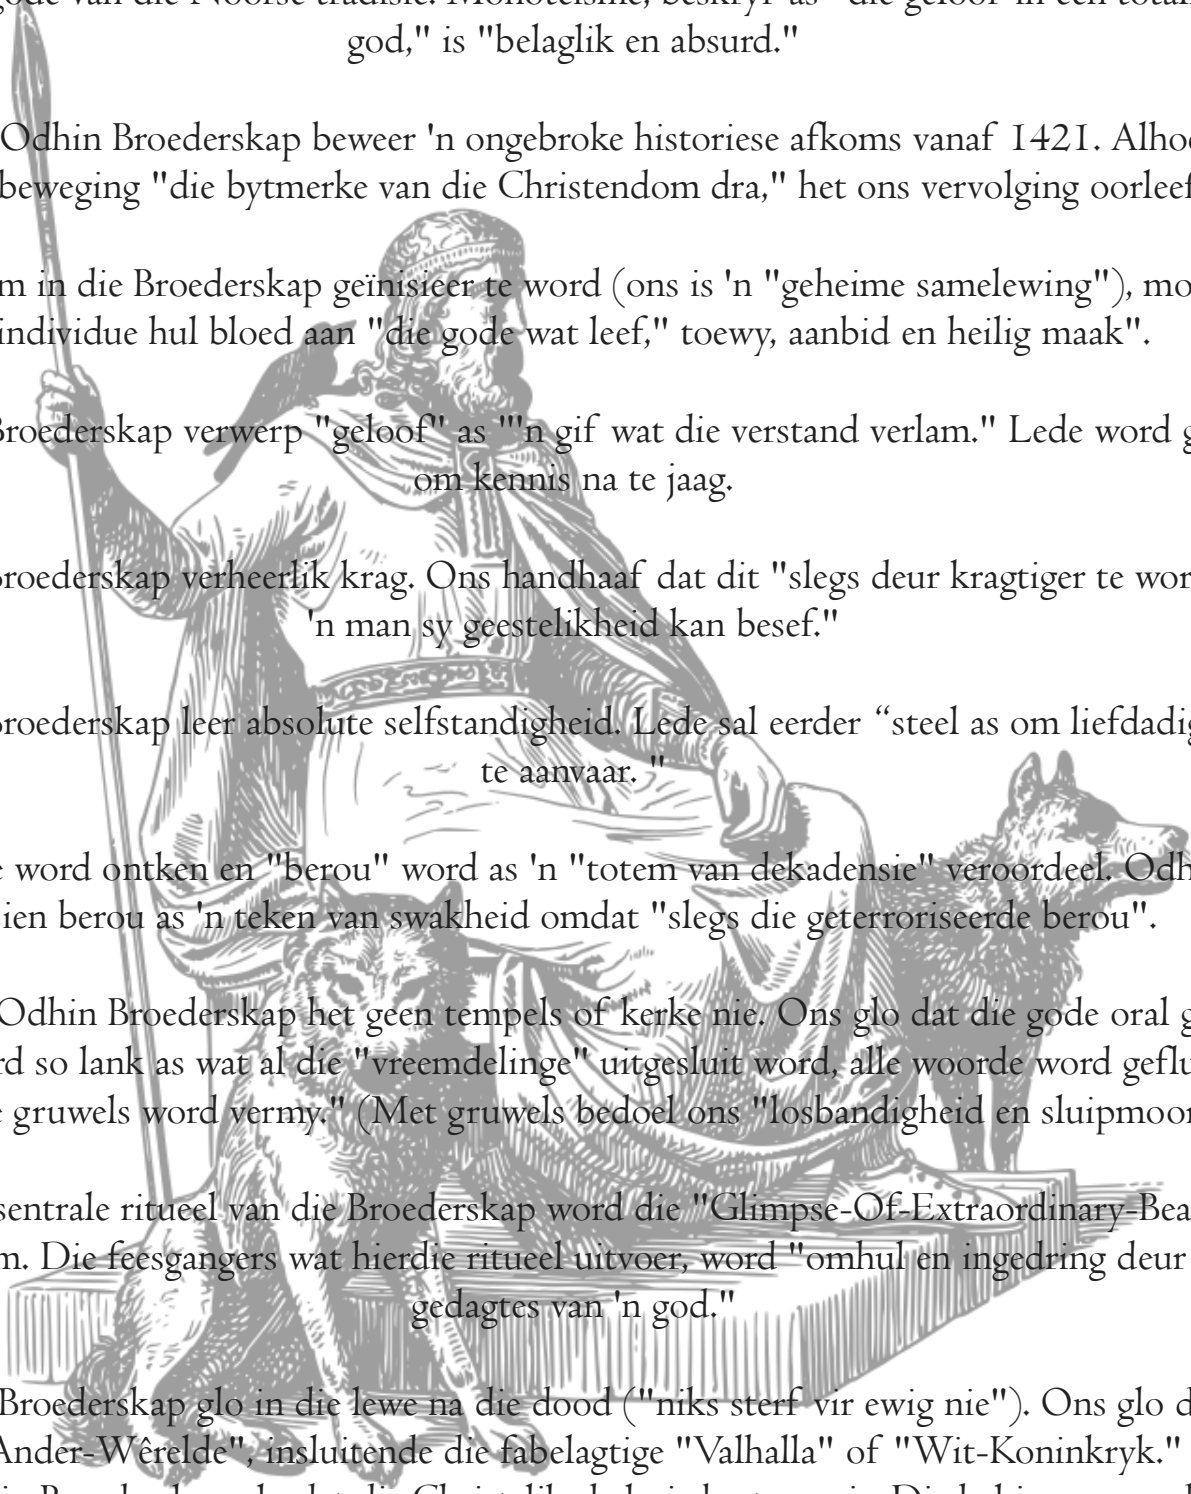 gode van die Noorse tradisie. Monoteïsme, beskryf as "die geloof in een totale
god," is "belaglik en absurd."
Odhin Broederskap beweer 'n ongebroke historiese afkoms vanaf 1421. Alhoe
beweging "die bytmerke van die Christendom dra," het ons vervolging oorleef
m in die Broederskap geïnisieer te word (ons is 'n "geheime samelewing"), mo
individue hul bloed aan "die gode wat leef," toewy, aanbid en heilig maak".
Broederskap verwerp "geloof" as "'n gif wat die verstand verlam." Lede word g
om kennis na te jaag.
Broederskap verheerlik krag. Ons handhaaf dat dit "slegs deur kragtiger te wor
'n man sy geestelikheid kan besef."
Broederskap leer absolute selfstandigheid. Lede sal eerder “steel as om liefdadig
te aanvaar. "
e word ontken en "berou" word as 'n "totem van dekadensie" veroordeel. Odh
ien berou as 'n teken van swakheid omdat "slegs die geterroriseerde berou".
Odhin Broederskap het geen tempels of kerke nie. Ons glo dat die gode oral g
rd so lank as wat al die "vreemdelinge" uitgesluit word, alle woorde word geflu
e gruwels word vermy." (Met gruwels bedoel ons "losbandigheid en sluipmoor
sentrale ritueel van die Broederskap word die "Glimpse-Of-Extraordinary-Bea
m. Die feesgangers wat hierdie ritueel uitvoer, word "omhul en ingedring deur
gedagtes van 'n god."
Broederskap glo in die lewe na die dood ("niks sterf vir ewig nie"). Ons glo d
Ander-Wêrelde", insluitende die fabelagtige "Valhalla" of "Wit-Koninkryk."